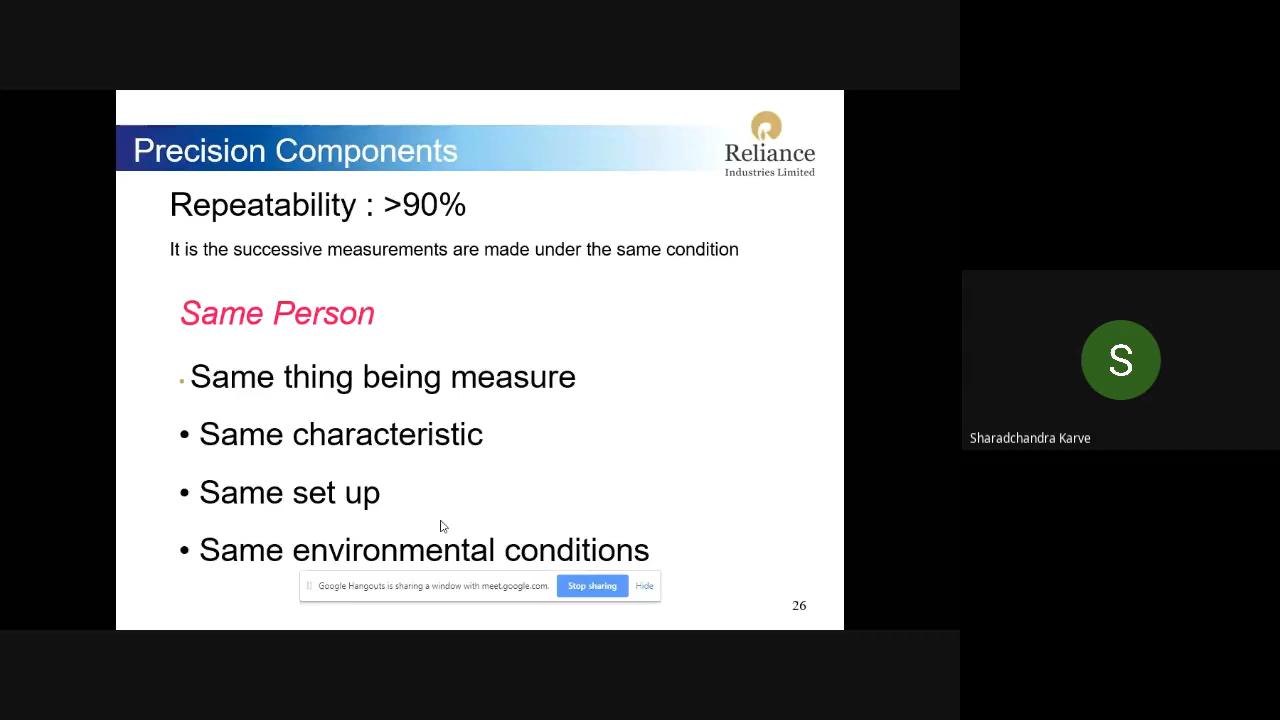 Precision Components
Reliance
Industries Limited
Repeatability : >90%
It is the successive measurements are made under the same condition
Same Person
• Same thing being measure
• Same characteristic
• Same set up
• Same environmental conditions
Google Hangouts is sharing a window with meet.google.com. Stop sharing Hide
26
S
Sharadchandra Karve